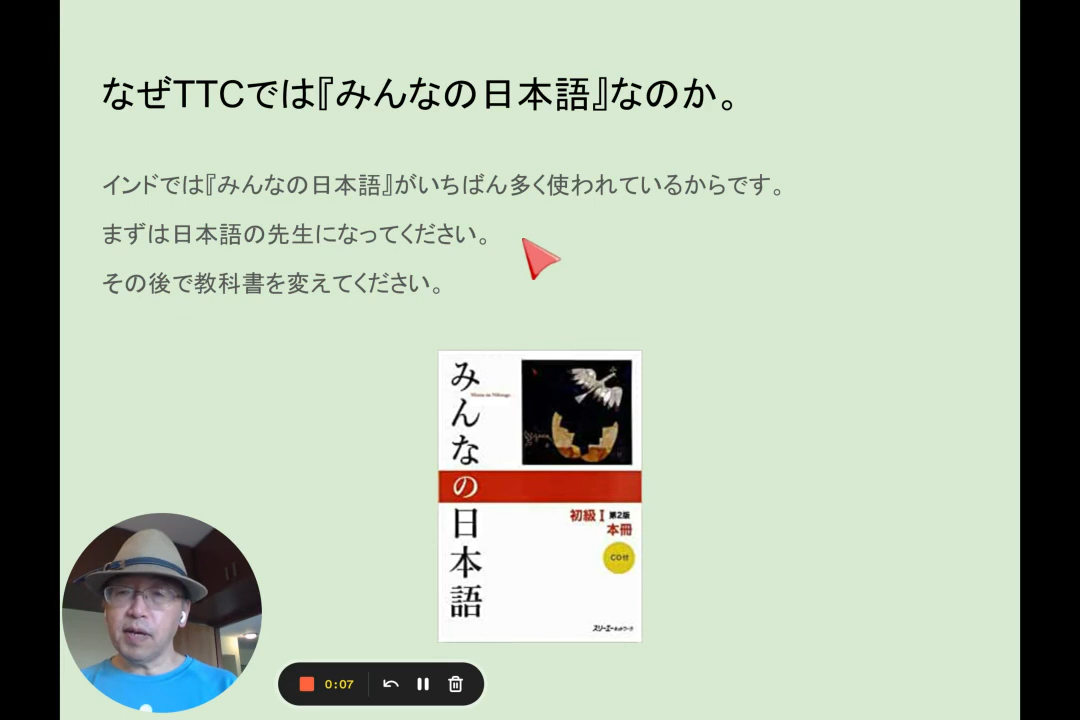 なぜTTCでは『みんなの日本語』なのか。
インドでは『みんなの日本語』がいちばん多く使われているからです。
まずは日本語の先生になってください。
その後で教科書を変えてください。
みんなの日本語
初級 I 第2版
本冊
CD付
スリーエーネットワーク
0:07